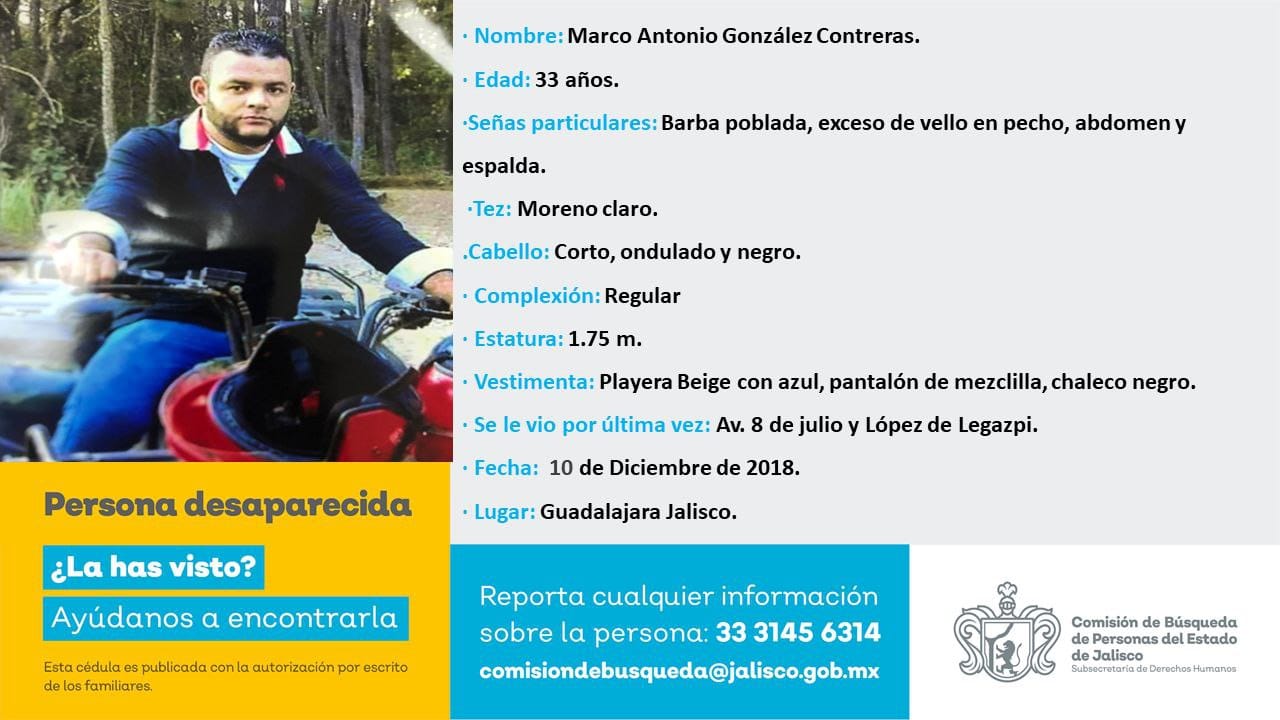 · Nombre: Marco Antonio González Contreras.
· Edad: 33 años.
·Señas particulares: Barba poblada, exceso de vello en pecho, abdomen y
espalda.
·Tez: Moreno claro.
.Cabello: Corto, ondulado y negro.
· Complexión: Regular
· Estatura: 1.75 m.
· Vestimenta: Playera Beige con azul, pantalón de mezclilla, chaleco negro.
· Se le vio por última vez: Av. 8 de julio y López de Legazpi.
· Fecha: 10 de Diciembre de 2018.
· Lugar: Guadalajara Jalisco.
Persona desaparecida
¿La has visto?
Ayúdanos a encontrarla
Esta cédula es publicada con la autorización por escrito
de los familiares.
Reporta cualquier información
sobre la persona: 33 3145 6314
comisiondebusqueda@jalisco.gob.mx
Comisión de Búsqueda
de Personas del Estado
de Jalisco
Subsecretaría de Derechos Humanos